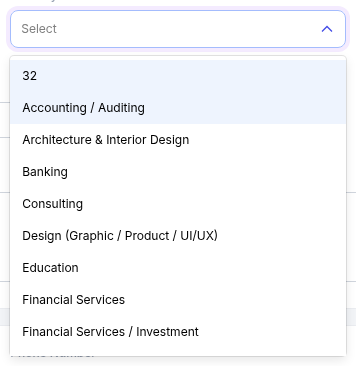 Select
32
Accounting / Auditing
Architecture & Interior Design
Banking
Consulting
Design (Graphic / Product / UI/UX)
Education
Financial Services
Financial Services / Investment